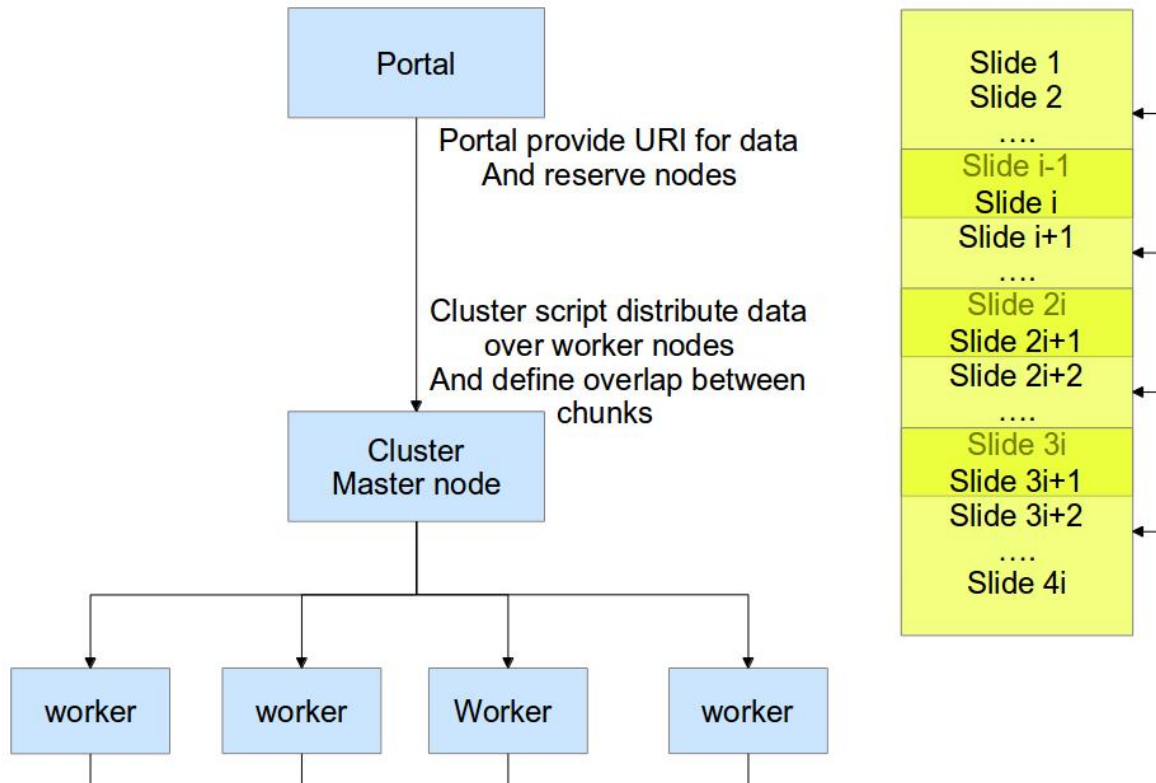 Portal
Portal provide URI for data
And reserve nodes
Cluster script distribute data
over worker nodes
And define overlap between
chunks
Cluster
Master node
worker
worker
Worker
worker
Slide 1
Slide 2
....
Slide i-1
Slide i
Slide i+1
....
Slide 2i
Slide 2i+1
Slide 2i+2
....
Slide 3i
Slide 3i+1
Slide 3i+2
....
Slide 4i